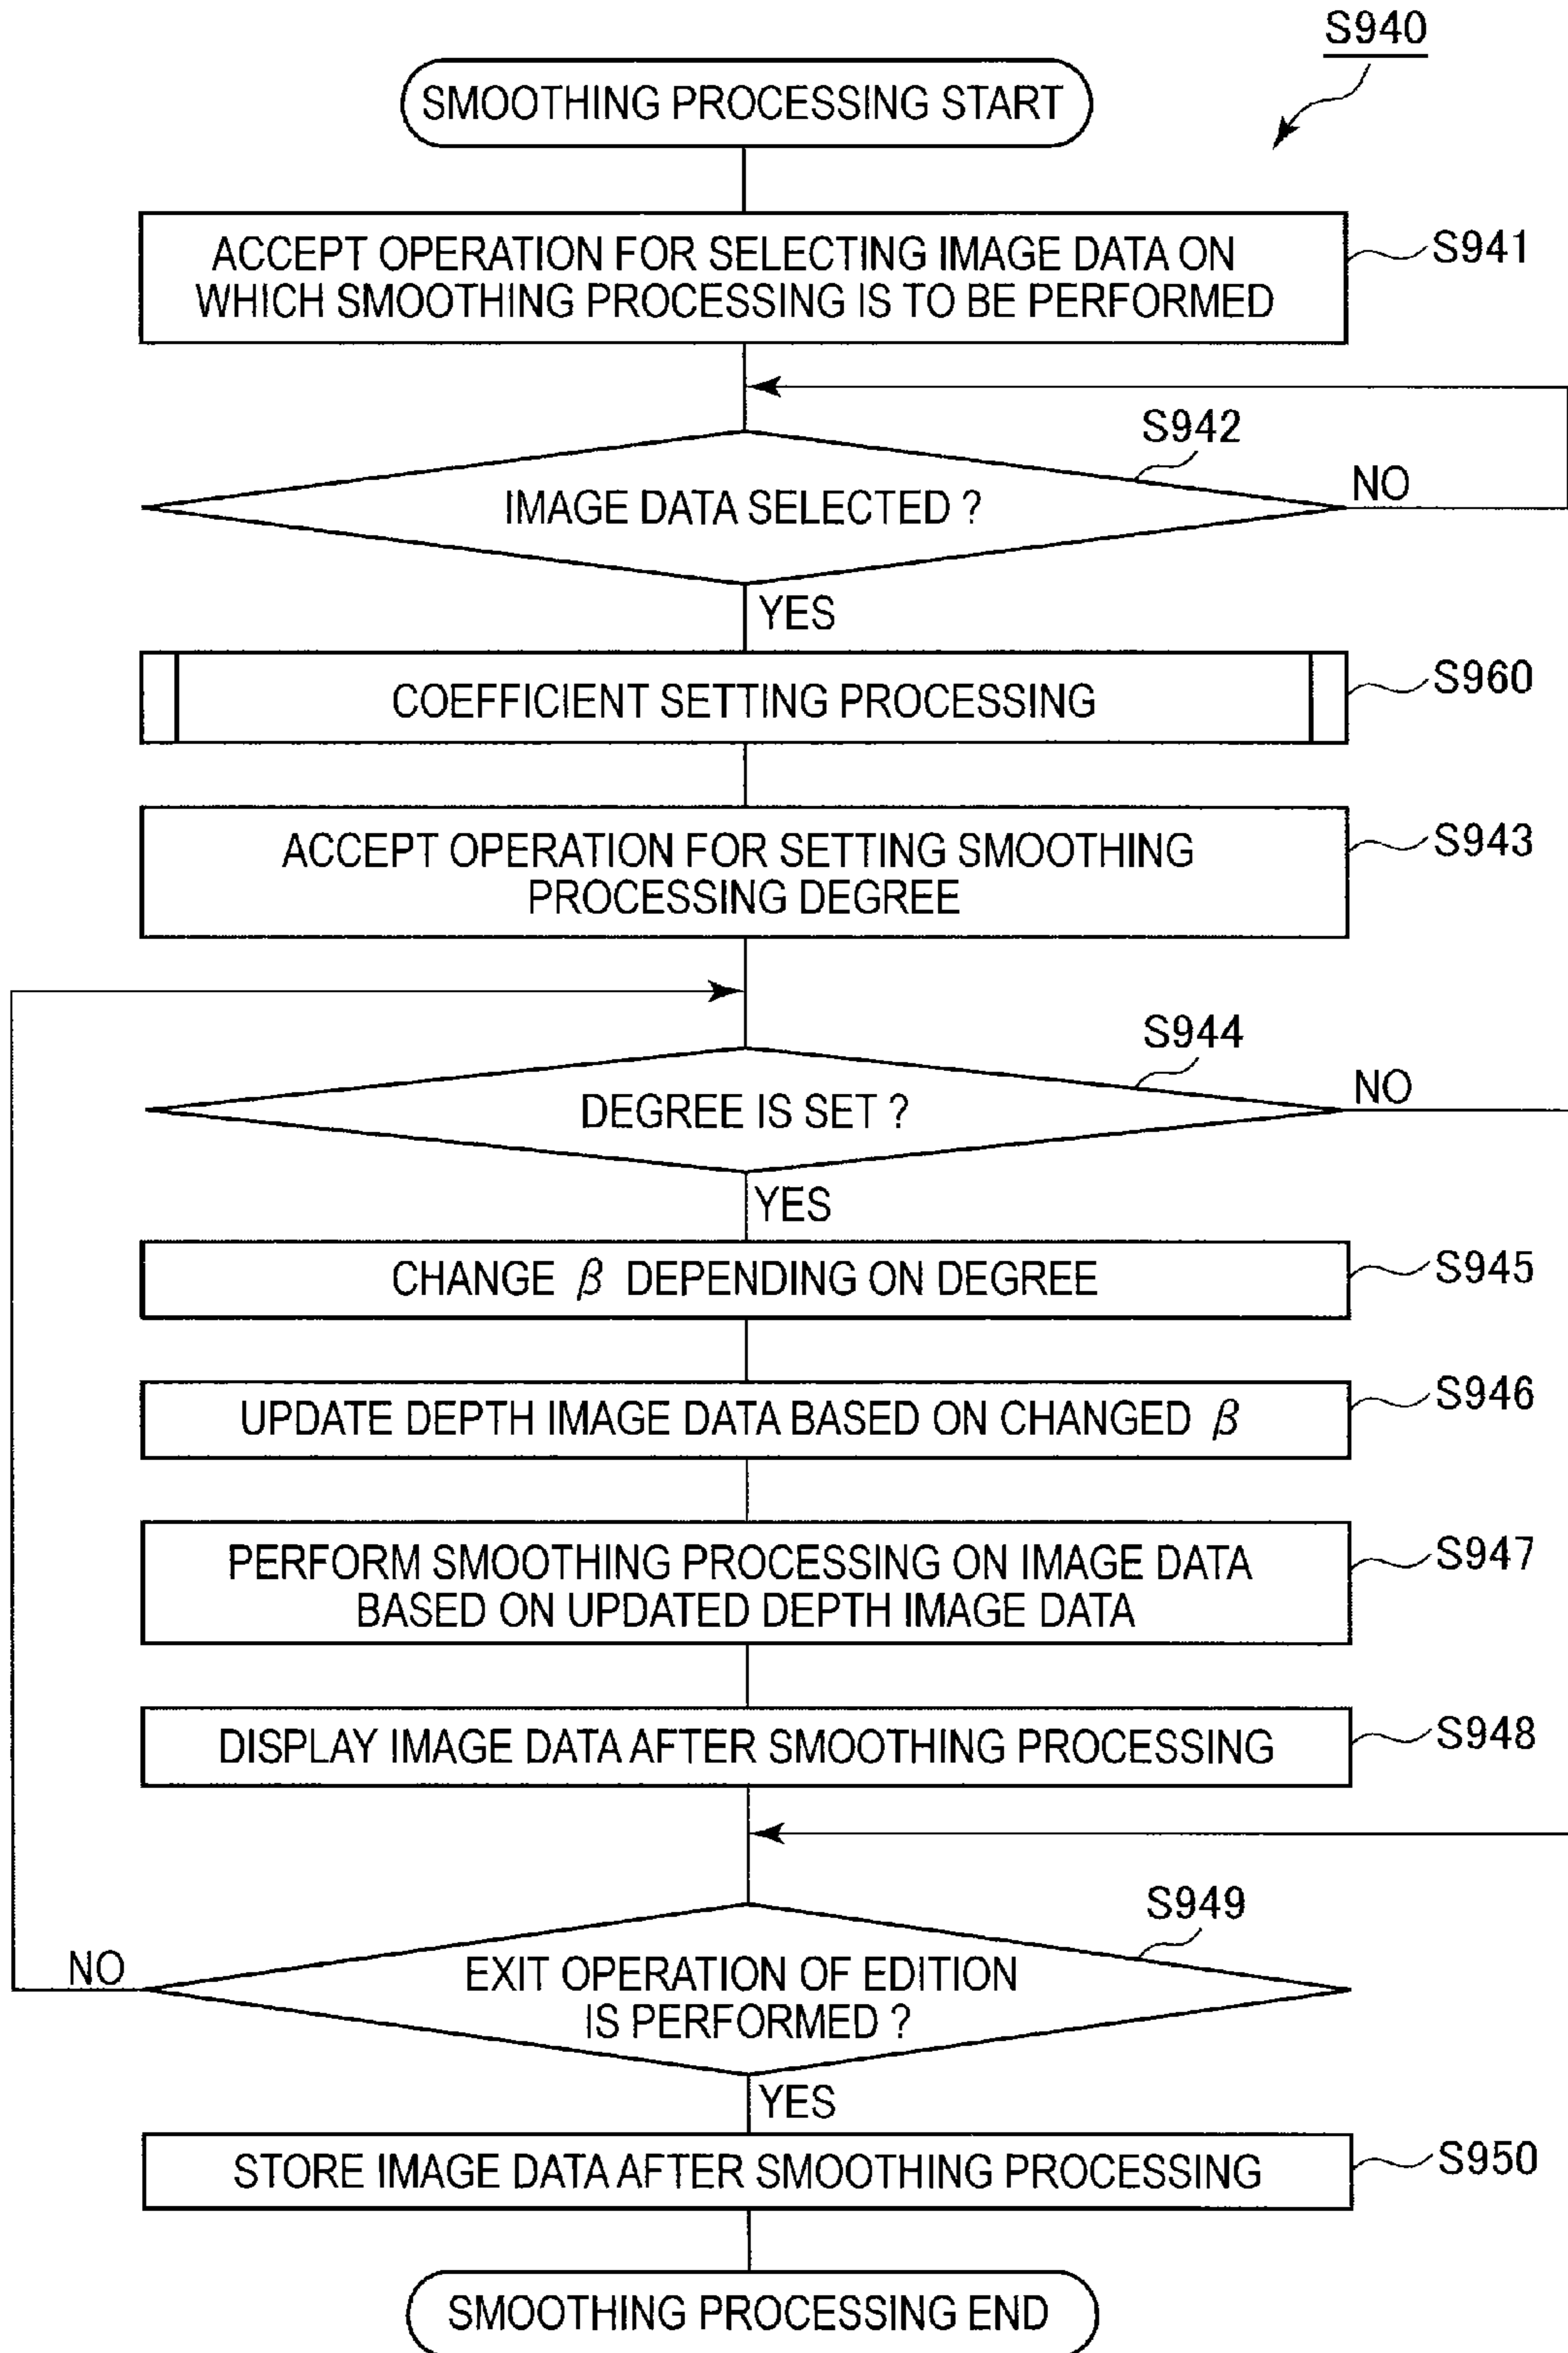 S940
SMOOTHING PROCESSING START
ACCEPT OPERATION FOR SELECTING IMAGE DATA ON
WHICH SMOOTHING PROCESSING IS TO BE PERFORMED
S941
S942
IMAGE DATA SELECTED ?
NO
YES
COEFFICIENT SETTING PROCESSING
S960
ACCEPT OPERATION FOR SETTING SMOOTHING
PROCESSING DEGREE
S943
S944
DEGREE IS SET ?
NO
YES
CHANGE β DEPENDING ON DEGREE
S945
UPDATE DEPTH IMAGE DATA BASED ON CHANGED β
S946
PERFORM SMOOTHING PROCESSING ON IMAGE DATA
BASED ON UPDATED DEPTH IMAGE DATA
S947
DISPLAY IMAGE DATA AFTER SMOOTHING PROCESSING
S948
S949
NO
EXIT OPERATION OF EDITION
IS PERFORMED ?
YES
STORE IMAGE DATA AFTER SMOOTHING PROCESSING
S950
SMOOTHING PROCESSING END